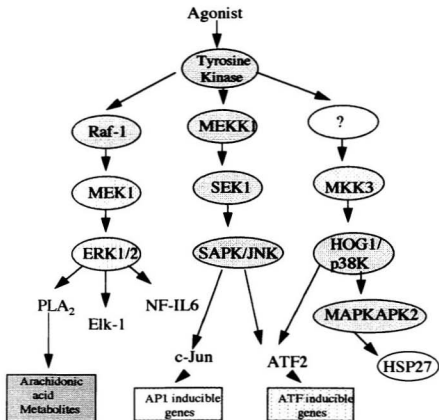 Agonist
Tyrosine
Kinase
Raf-1
MEKK1
?
MEK1
SEK1
MKK3
ERK1/2
SAPK/JNK
HOG1/
p38K
PLA₂
Elk-1
NF-IL6
MAPKAPK2
c-Jun
ATF2
HSP27
Arachidonic
acid
Metabolites
AP1 inducible
genes
ATF inducible
genes